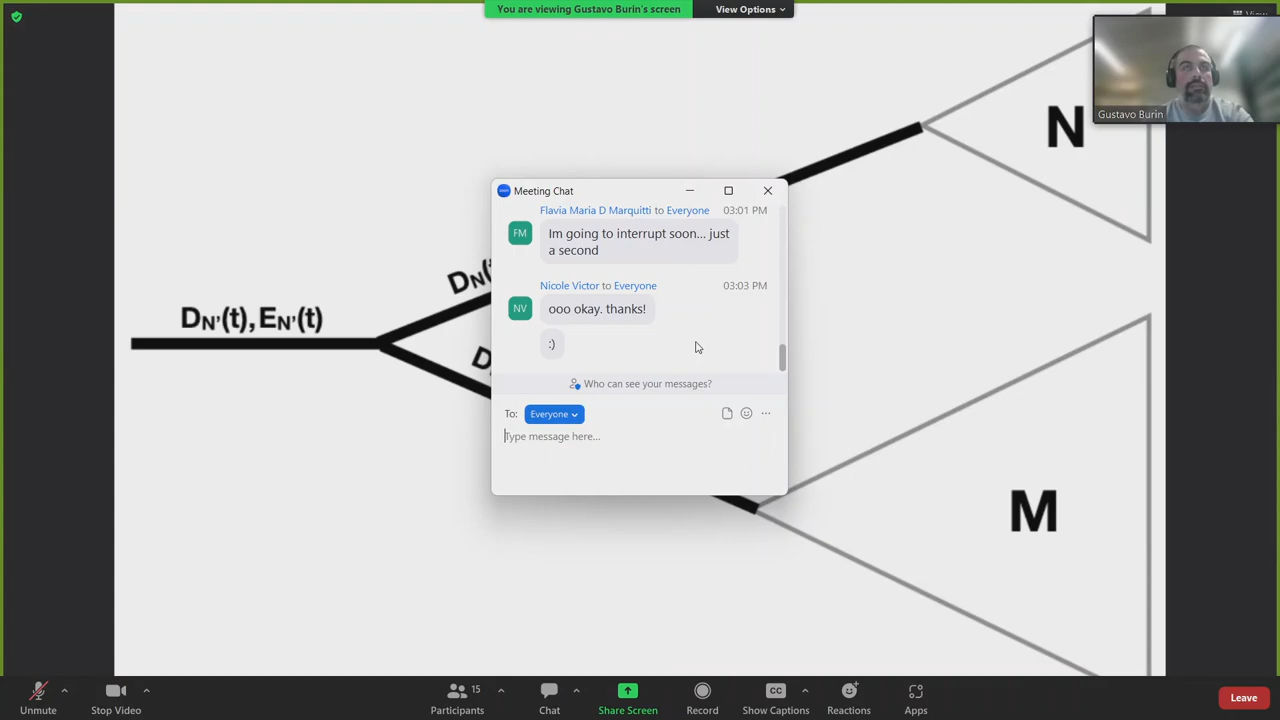 You are viewing Gustavo Burin's screen
View Options
View
Gustavo Burin
N
Meeting Chat
Flavia Maria D Marquitti to Everyone 03:01 PM
FM
Im going to interrupt soon... just
a second
Nicole Victor to Everyone 03:03 PM
NV
ooo okay. thanks!
:)
Who can see your messages?
To: Everyone
Type message here...
DN'(t), EN'(t)
DN(t
D
M
Unmute
Stop Video
15
Participants
Chat
Share Screen
Record
CC
Show Captions
Reactions
Apps
Leave